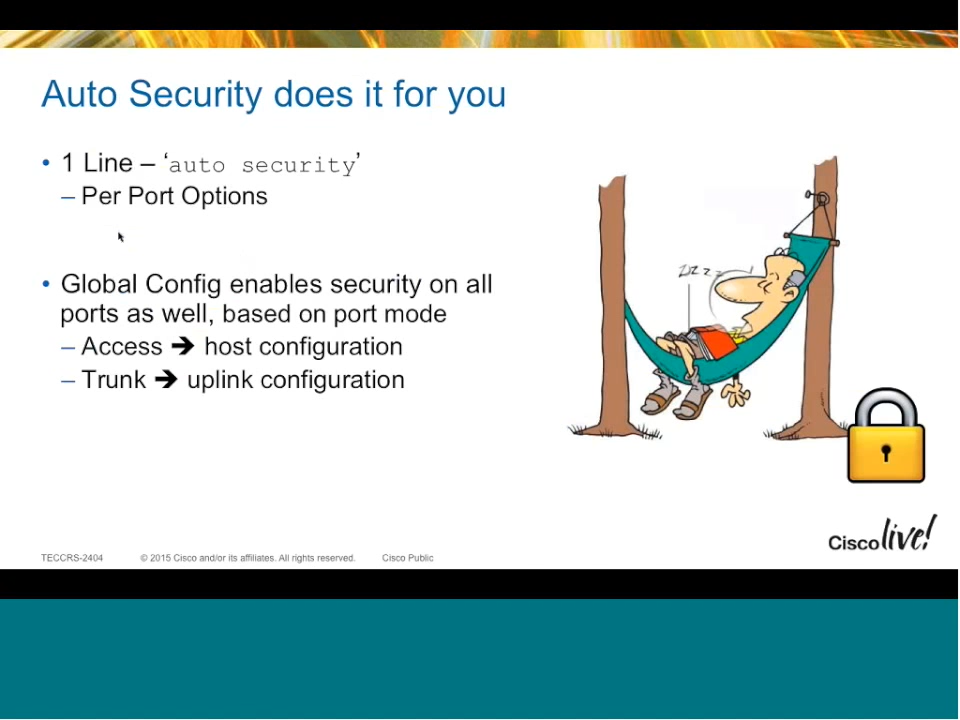 Auto Security does it for you
• 1 Line – ‘auto security’
– Per Port Options
• Global Config enables security on all
ports as well, based on port mode
– Access ➔ host configuration
– Trunk ➔ uplink configuration
zzzz
Cisco live!
TECCRS-2404 © 2015 Cisco and/or its affiliates. All rights reserved. Cisco Public